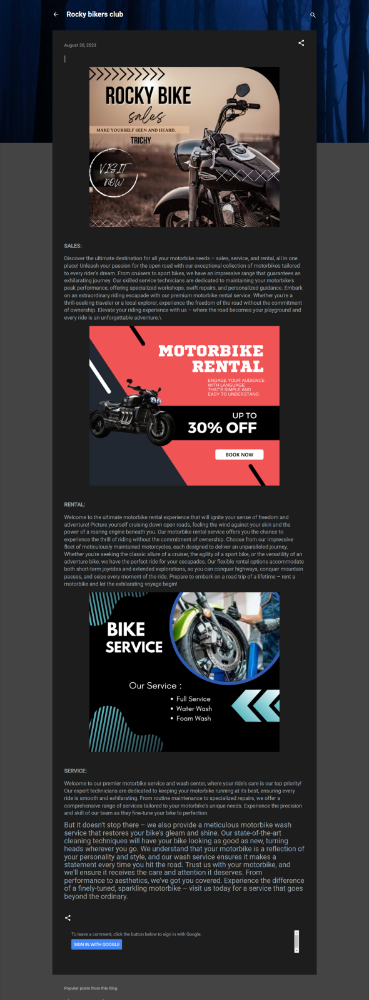 Rocky bikers club
August 30, 2023
ROCKY BIKE
sales
MAKE YOURSELF SEEN AND HEARD.
TRICHY
VISIT
NOW
SALES:
Discover the ultimate destination for all your motorbike needs – sales, service, and rental, all in one
place! Unleash your passion for the open road with our exceptional collection of motorbikes tailored
to every rider's dream. From cruisers to sport bikes, we have an impressive range that guarantees an
exhilarating journey. Our skilled service technicians are dedicated to maintaining your motorbike's
peak performance, offering specialized workshops, swift repairs, and personalized guidance. Embark
on an extraordinary riding escapade with our premium motorbike rental service. Whether you're a
thrill-seeking traveler or a local explorer, experience the freedom of the road without the commitment
of ownership. Elevate your riding experience with us – where the road becomes your playground and
every ride is an unforgettable adventure.\
MOTORBIKE
RENTAL
ENGAGE YOUR AUDIENCE
WITH LANGUAGE
THAT'S SIMPLE AND
EASY TO UNDERSTAND.
UP TO
30% OFF
BOOK NOW
RENTAL:
Welcome to the ultimate motorbike rental experience that will ignite your sense of freedom and
adventure! Picture yourself cruising down open roads, feeling the wind against your skin and the
power of a roaring engine beneath you. Our motorbike rental service offers you the chance to
experience the thrill of riding without the commitment of ownership. Choose from our impressive
fleet of meticulously maintained motorcycles, each designed to deliver an unparalleled journey.
Whether you're seeking the classic allure of a cruiser, the agility of a sport bike, or the versatility of an
adventure bike, we have the perfect ride for your escapades. Our flexible rental options accommodate
both short-term joyrides and extended explorations, so you can conquer highways, conquer mountain
passes, and seize every moment of the ride. Prepare to embark on a road trip of a lifetime – rent a
motorbike and let the exhilarating voyage begin!
BIKE
SERVICE
Our Service :
• Full Service
• Water Wash
• Foam Wash
SERVICE:
Welcome to our premier motorbike service and wash center, where your ride's care is our top priority!
Our expert technicians are dedicated to keeping your motorbike running at its best, ensuring every
ride is smooth and exhilarating. From routine maintenance to specialized repairs, we offer a
comprehensive range of services tailored to your motorbike's unique needs. Experience the precision
and skill of our team as they fine-tune your bike to perfection.
But it doesn't stop there – we also provide a meticulous motorbike wash
service that restores your bike's gleam and shine. Our state-of-the-art
cleaning techniques will have your bike looking as good as new, turning
heads wherever you go. We understand that your motorbike is a reflection of
your personality and style, and our wash service ensures it makes a
statement every time you hit the road. Trust us with your motorbike, and
we'll ensure it receives the care and attention it deserves. From
performance to aesthetics, we've got you covered. Experience the difference
of a finely-tuned, sparkling motorbike – visit us today for a service that goes
beyond the ordinary.
To leave a comment, click the button below to sign in with Google.
SIGN IN WITH GOOGLE
Popular posts from this blog